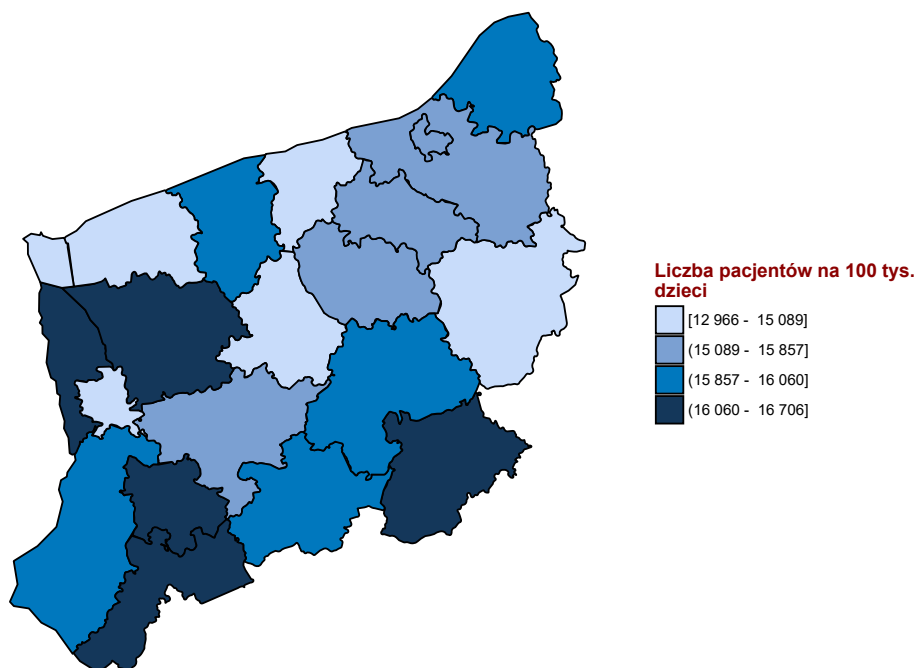 Liczba pacjentów na 100 tys.
dzieci
[12 966 - 15 089]
(15 089 - 15 857]
(15 857 - 16 060]
(16 060 - 16 706]